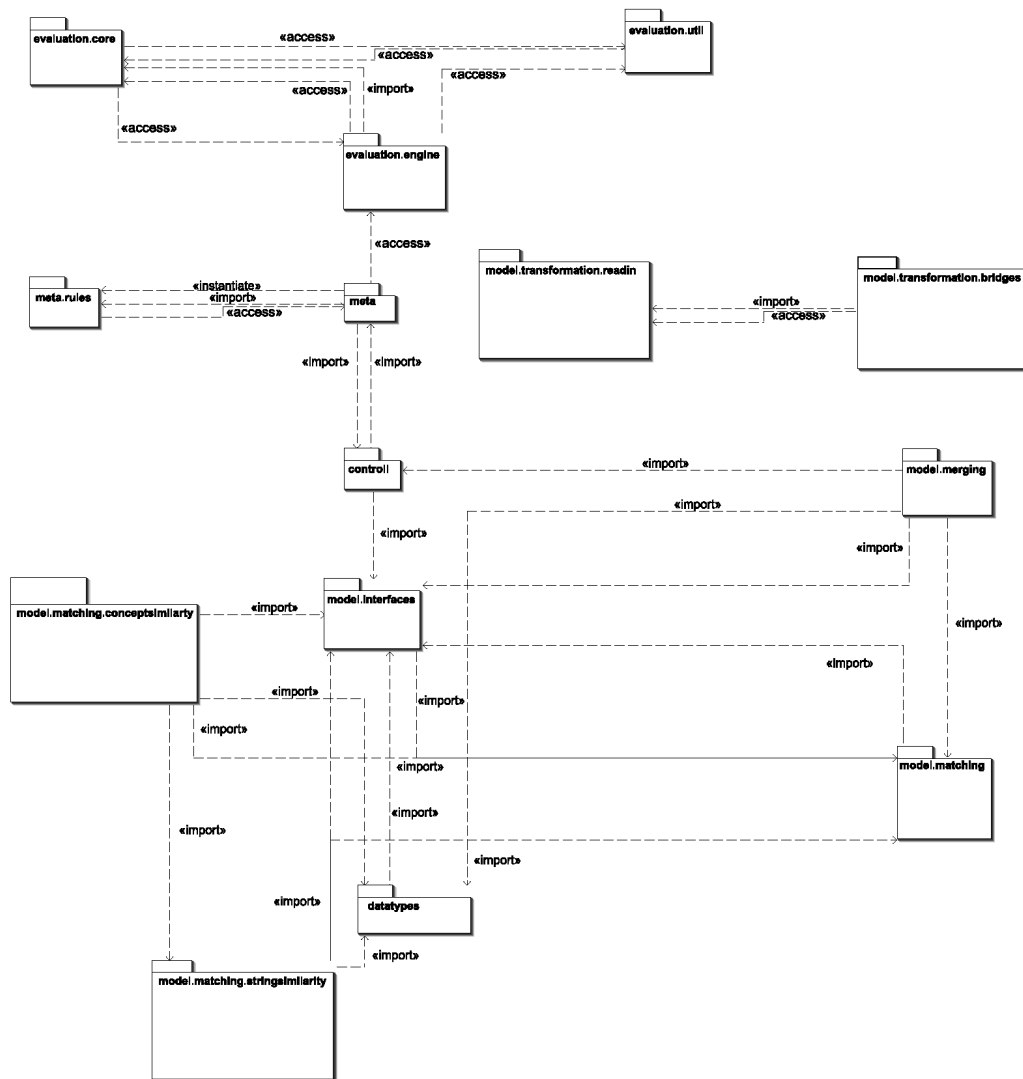 evaluation.core
«access»
evaluation.util
«access»
«access»
«import»
«access»
«access»
evaluation.engine
«access»
model.transformation.readin
model.transformation.bridges
meta.rules
«instantiate»
«import»
«access»
meta
«import»
«access»
«import»
«import»
controll
«import»
model.merging
«import»
«import»
«import»
model.interfaces
model.matching.conceptsimilarty
«import»
«import»
«import»
«import»
«import»
«import»
«import»
«import»
model.matching
«import»
«import»
«import»
«import»
datatypes
«import»
model.matching.stringsimilarity